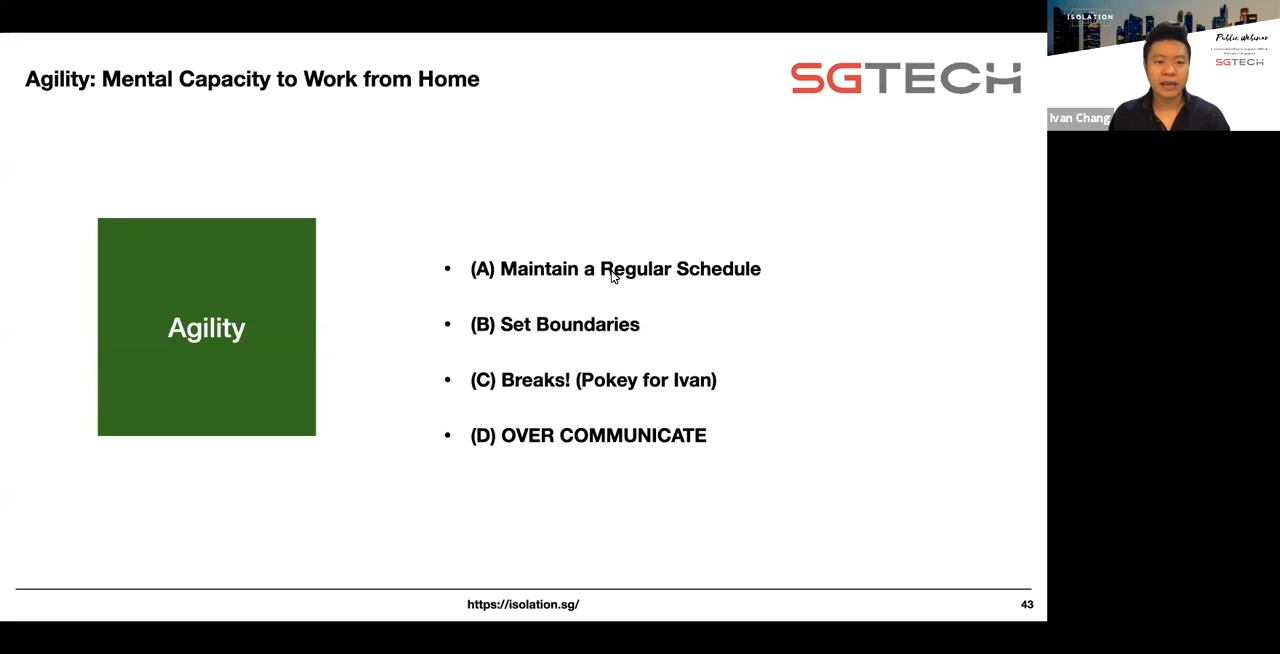 Agility: Mental Capacity to Work from Home
SGTECH
Agility
• (A) Maintain a Regular Schedule
• (B) Set Boundaries
• (C) Breaks! (Pokey for Ivan)
• (D) OVER COMMUNICATE
https://isolation.sg/
43
ISOLATION
Public Webinar
SGTECH
Ivan Chang